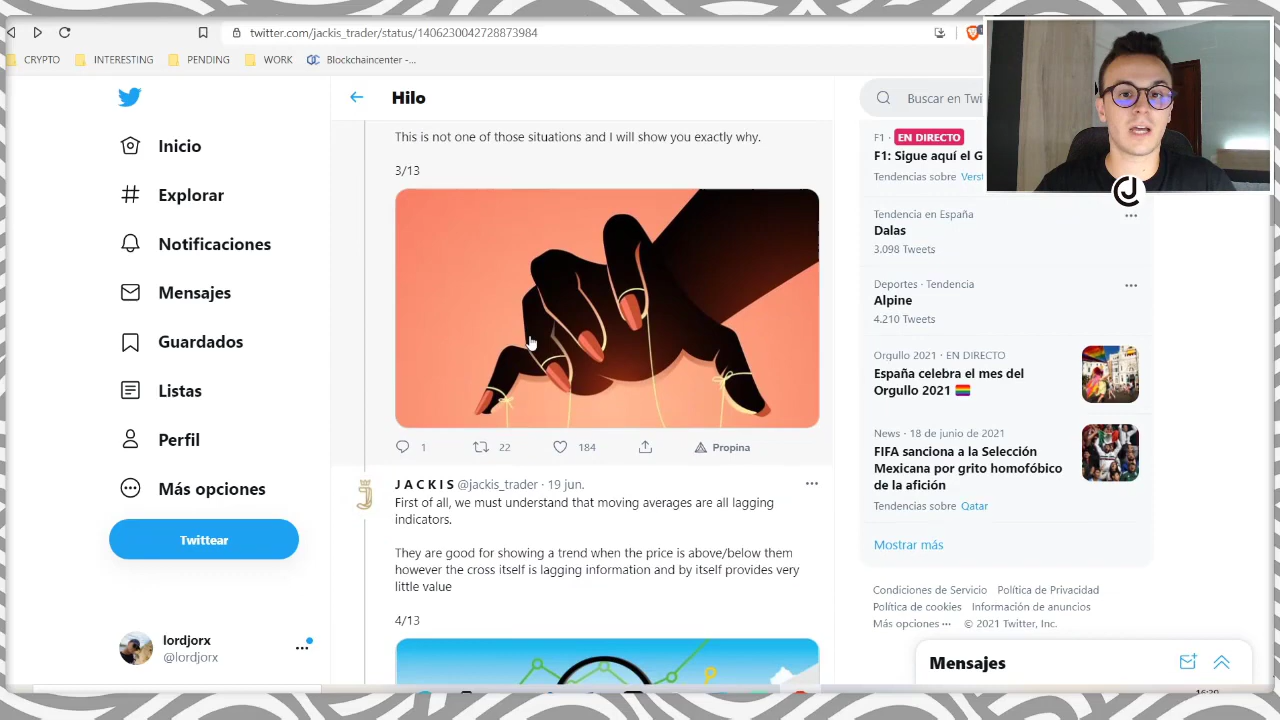 twitter.com/jackis_trader/status/1406230042728873984
CRYPTO
INTERESTING
PENDING
WORK
Blockchaincenter -...
Inicio
Explorar
Notificaciones
Mensajes
Guardados
Listas
Perfil
Más opciones
Twittear
lordjorx
@lordjorx
Hilo
This is not one of those situations and I will show you exactly why.
3/13
1
22
184
Propina
J A C K I S @jackis_trader · 19 jun.
First of all, we must understand that moving averages are all lagging
indicators.
They are good for showing a trend when the price is above/below them
however the cross itself is lagging information and by itself provides very
little value
4/13
Buscar en Twi
F1 · EN DIRECTO
F1: Sigue aquí el G
Tendencias sobre Verst
Tendencia en España
Dalas
3.098 Tweets
Deportes · Tendencia
Alpine
4.210 Tweets
Orgullo 2021 · EN DIRECTO
España celebra el mes del
Orgullo 2021
News · 18 de junio de 2021
FIFA sanciona a la Selección
Mexicana por grito homofóbico
de la afición
Tendencias sobre Qatar
Mostrar más
Condiciones de Servicio Política de Privacidad
Política de cookies Información de anuncios
Más opciones ··· © 2021 Twitter, Inc.
Mensajes